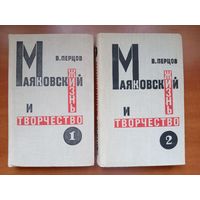 В. ПЕРЦОВ
МАЯКОВСКИЙ
ЖИЗНЬ
И
ТВОРЧЕСТВО
1
В. ПЕРЦОВ
МАЯКОВСКИЙ
ЖИЗНЬ
И
ТВОРЧЕСТВО
2